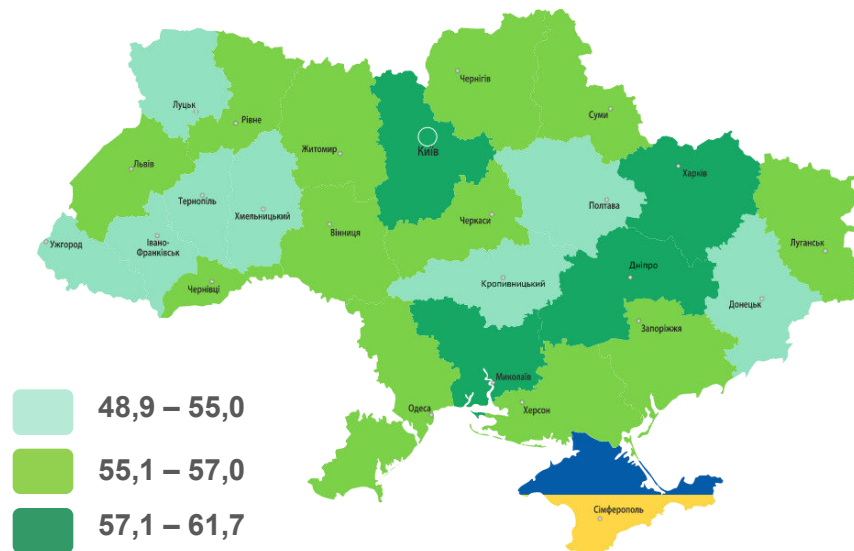 Чернігів
Луцьк
Суми
Рівне
Житомир
Київ
Львів
Харків
Тернопіль
Хмельницький
Полтава
Черкаси
Вінниця
Ужгород
Івано-
Франківськ
Луганськ
Чернівці
Кропивницький
Дніпро
Донецьк
Запоріжжя
Миколаїв
Одеса
Херсон
Сімферополь
48,9 – 55,0
55,1 – 57,0
57,1 – 61,7